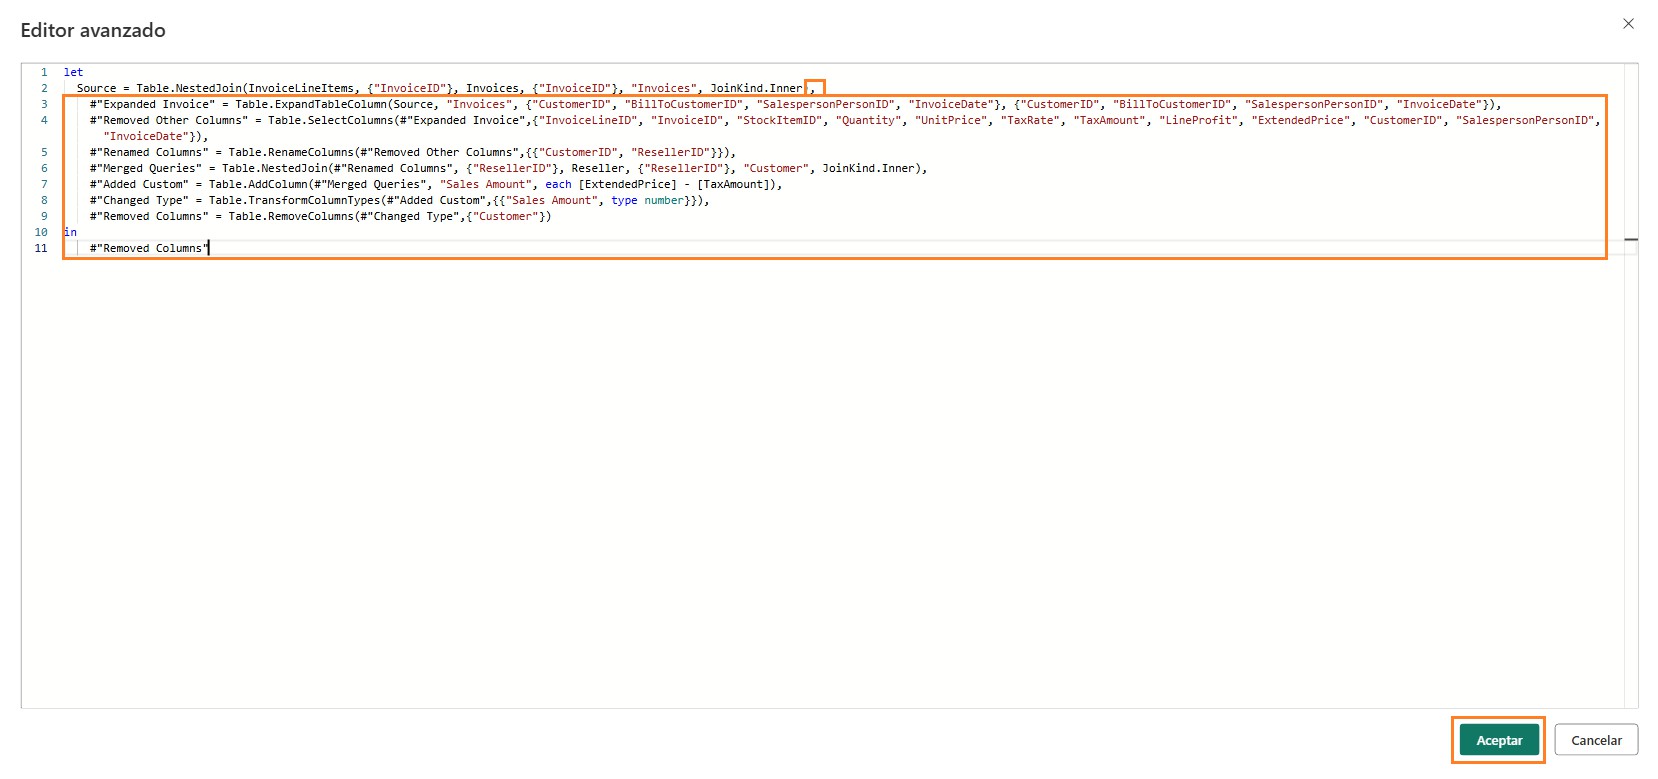 Editor avanzado
1 let
2 Source = Table.NestedJoin(InvoiceLineItems, {"InvoiceID"}, Invoices, {"InvoiceID"}, "Invoices", JoinKind.Inner),
3 #"Expanded Invoice" = Table.ExpandTableColumn(Source, "Invoices", {"CustomerID", "BillToCustomerID", "SalespersonPersonID", "InvoiceDate"}, {"CustomerID", "BillToCustomerID", "SalespersonPersonID", "InvoiceDate"}),
4 #"Removed Other Columns" = Table.SelectColumns(#"Expanded Invoice",{"InvoiceLineID", "InvoiceID", "StockItemID", "Quantity", "UnitPrice", "TaxRate", "TaxAmount", "LineProfit", "ExtendedPrice", "CustomerID", "SalespersonPersonID",
"InvoiceDate"}),
5 #"Renamed Columns" = Table.RenameColumns(#"Removed Other Columns",{{"CustomerID", "ResellerID"}}),
6 #"Merged Queries" = Table.NestedJoin(#"Renamed Columns", {"ResellerID"}, Reseller, {"ResellerID"}, "Customer", JoinKind.Inner),
7 #"Added Custom" = Table.AddColumn(#"Merged Queries", "Sales Amount", each [ExtendedPrice] - [TaxAmount]),
8 #"Changed Type" = Table.TransformColumnTypes(#"Added Custom",{{"Sales Amount", type number}}),
9 #"Removed Columns" = Table.RemoveColumns(#"Changed Type",{"Customer"})
10 in
11 #"Removed Columns"
Aceptar
Cancelar